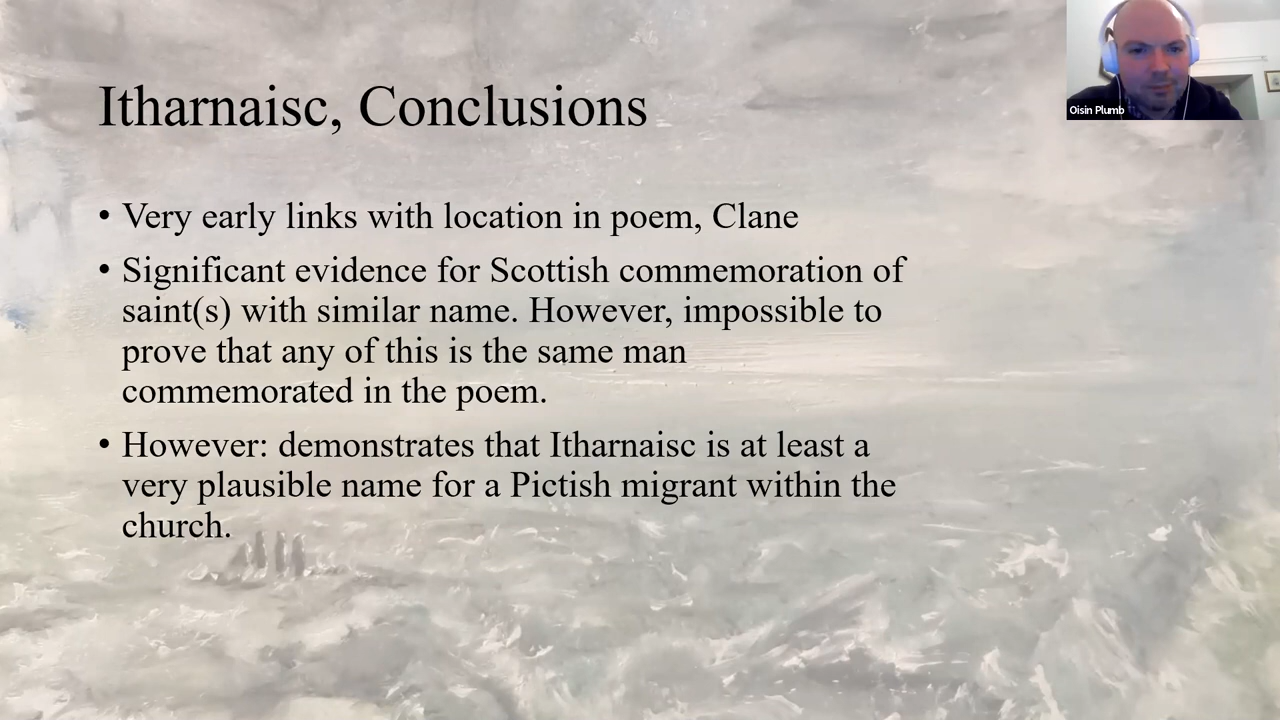 Itharnaisc, Conclusions
Oisin Plumb
• Very early links with location in poem, Clane
• Significant evidence for Scottish commemoration of
saint(s) with similar name. However, impossible to
prove that any of this is the same man
commemorated in the poem.
• However: demonstrates that Itharnaisc is at least a
very plausible name for a Pictish migrant within the
church.